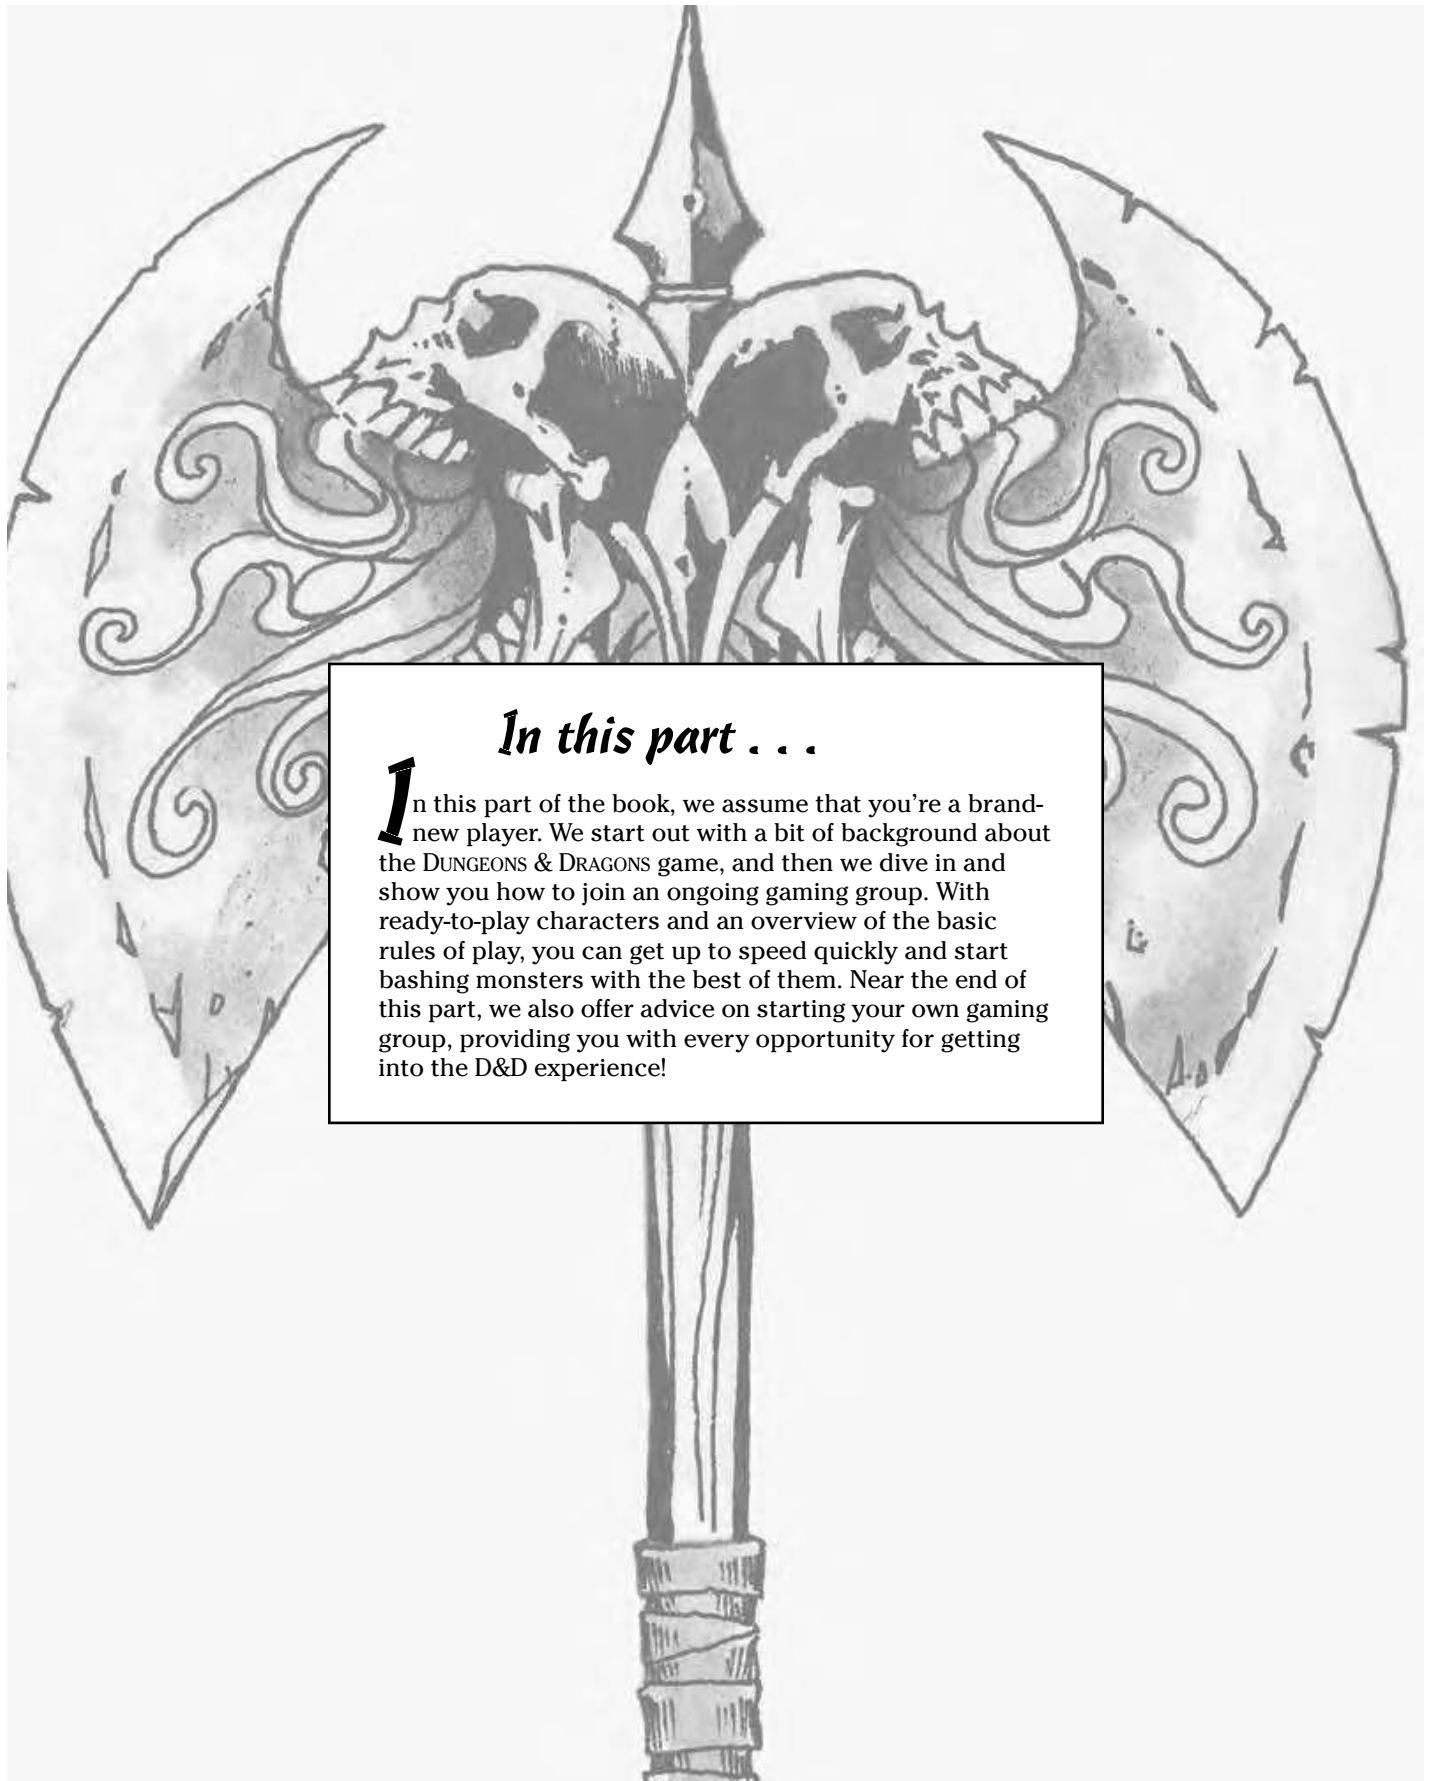 In this part . . .
In this part of the book, we assume that you're a brand-
new player. We start out with a bit of background about
the DUNGEONS & DRAGONS game, and then we dive in and
show you how to join an ongoing gaming group. With
ready-to-play characters and an overview of the basic
rules of play, you can get up to speed quickly and start
bashing monsters with the best of them. Near the end of
this part, we also offer advice on starting your own gaming
group, providing you with every opportunity for getting
into the D&D experience!